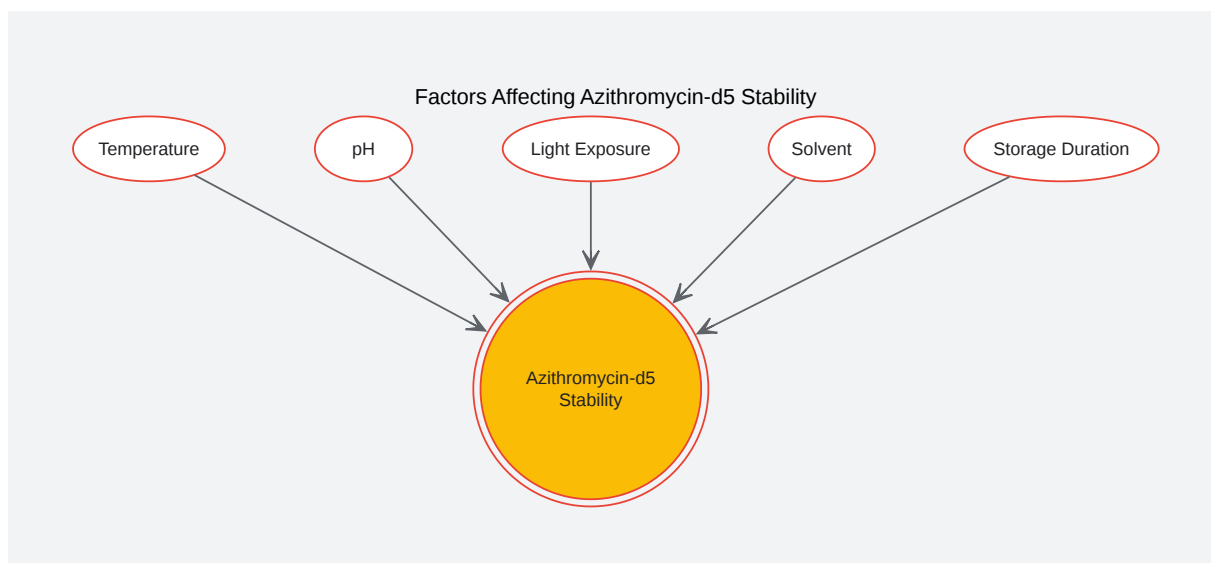 Factors Affecting Azithromycin-d5 Stability
Temperature
pH
Light Exposure
Solvent
Storage Duration
Azithromycin-d5
Stability